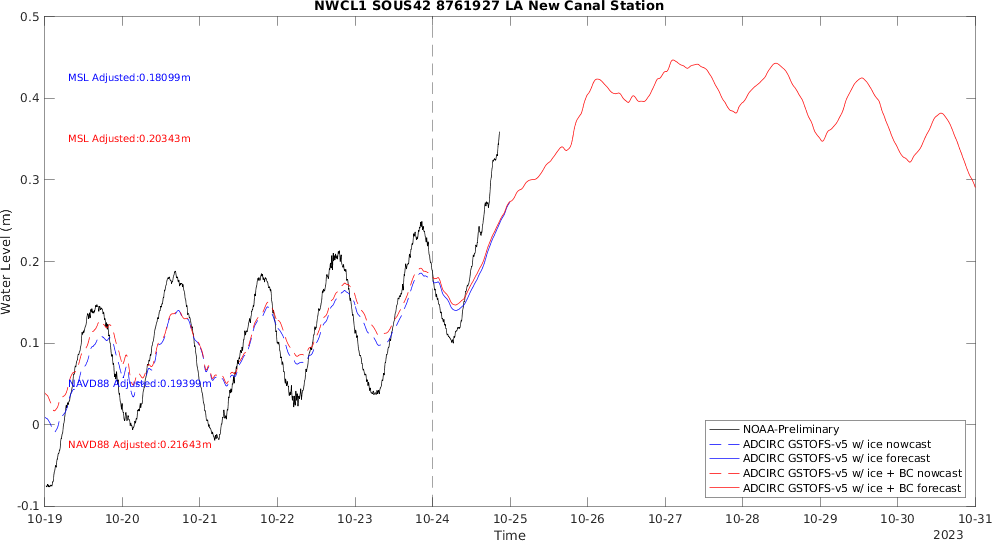 NWCL1 SOUS42 8761927 LA New Canal Station
0.5
0.4
0.3
0.2
0.1
0
-0.1
Water Level (m)
MSL Adjusted:0.18099m
MSL Adjusted:0.20343m
NAVD88 Adjusted:0.19399m
NAVD88 Adjusted:0.21643m
NOAA-Preliminary
ADCIRC GSTOFS-v5 w/ ice nowcast
ADCIRC GSTOFS-v5 w/ ice forecast
ADCIRC GSTOFS-v5 w/ ice + BC nowcast
ADCIRC GSTOFS-v5 w/ ice + BC forecast
10-19 10-20 10-21 10-22 10-23 10-24 10-25 10-26 10-27 10-28 10-29 10-30 10-31
Time
2023